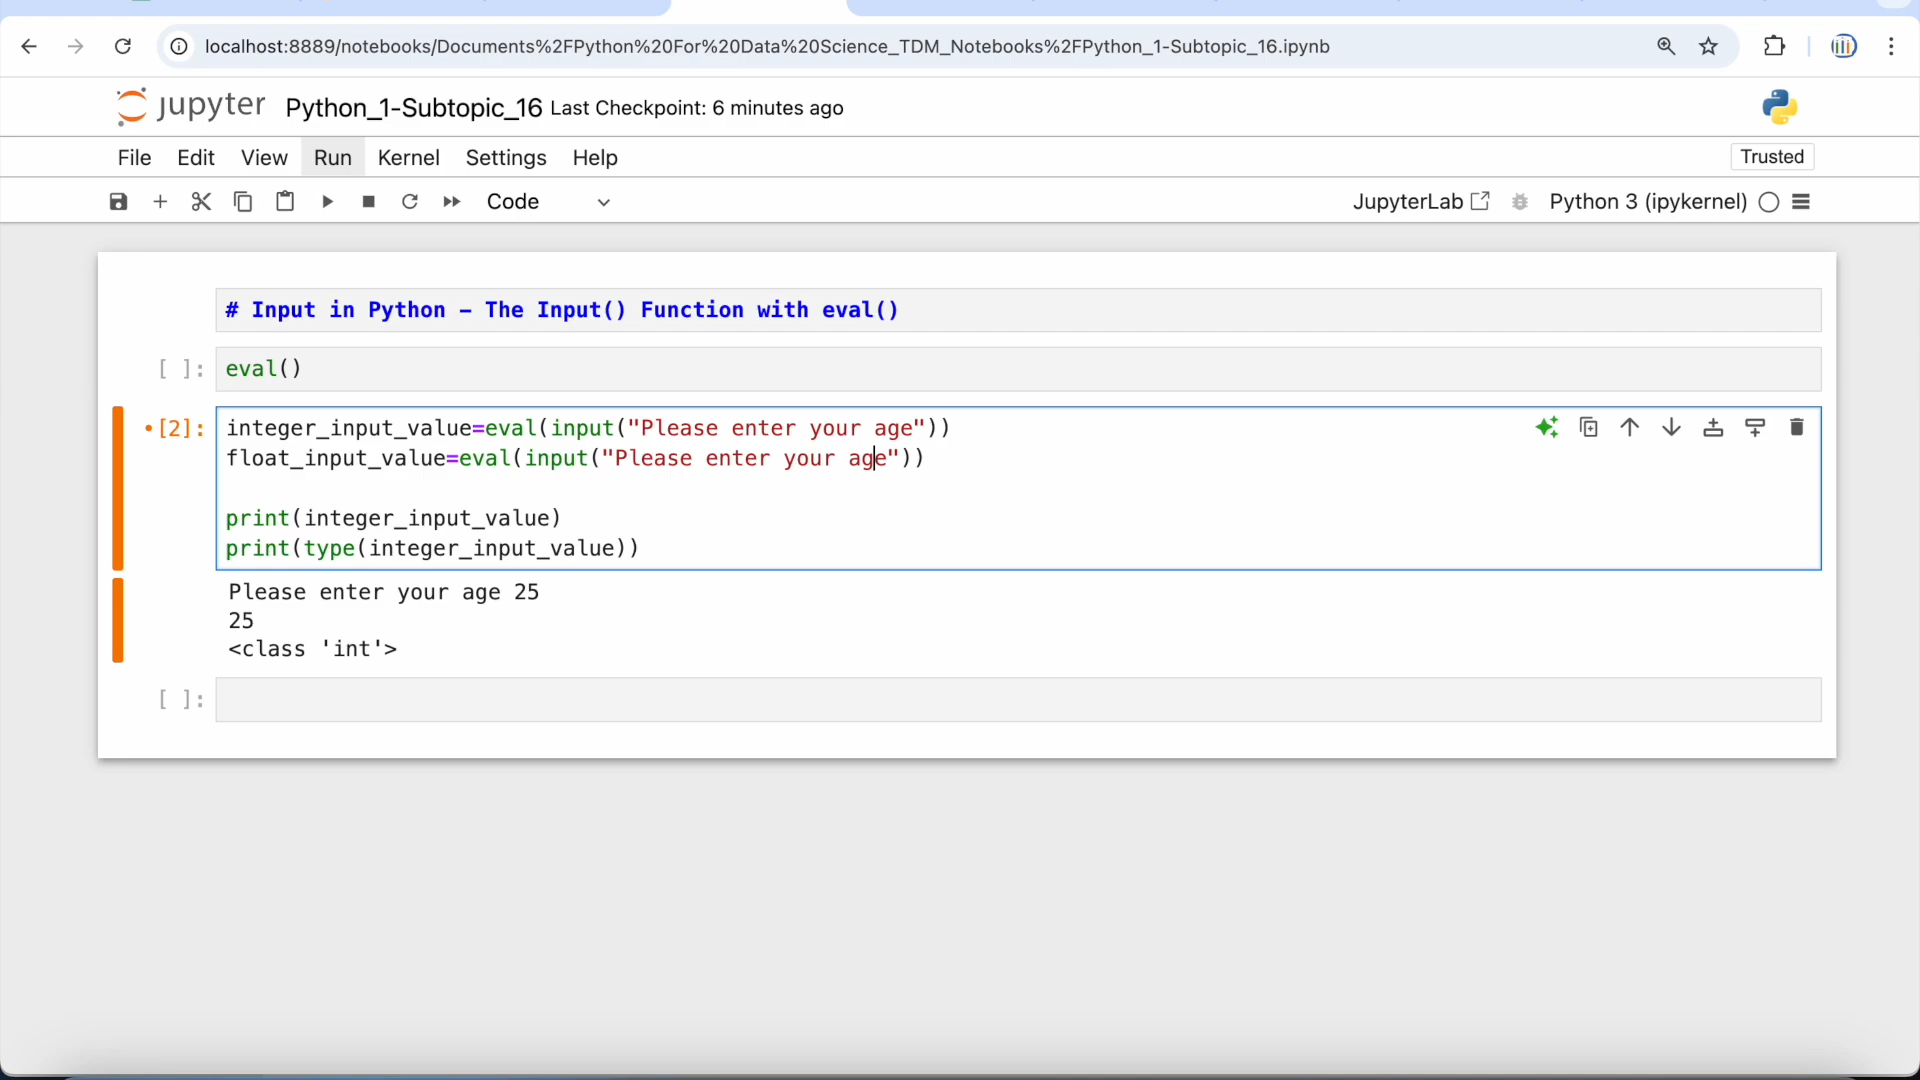 localhost:8889/notebooks/Documents%2FPython%20For%20Data%20Science_TDM_Notebooks%2FPython_1-Subtopic_16.ipynb
jupyter Python_1-Subtopic_16 Last Checkpoint: 6 minutes ago
File Edit View Run Kernel Settings Help Trusted
Code JupyterLab Python 3 (ipykernel)
# Input in Python – The Input() Function with eval()
[ ]: eval()
•[2]: integer_input_value=eval(input("Please enter your age"))
float_input_value=eval(input("Please enter your age"))
print(integer_input_value)
print(type(integer_input_value))
Please enter your age 25
25
<class 'int'>
[ ]: